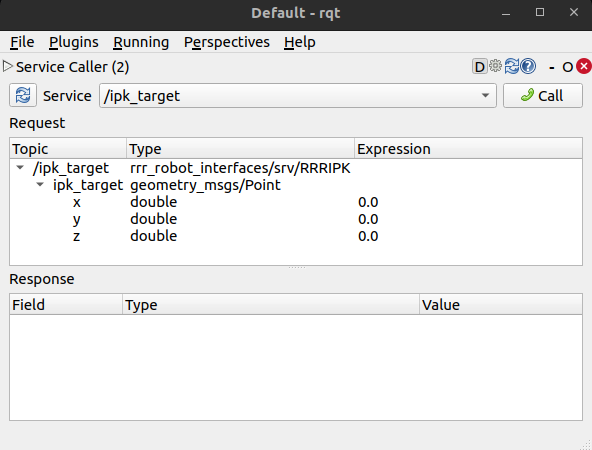 Default - rqt
File Plugins Running Perspectives Help
Service Caller (2) D - O
Service /ipk_target Call
Request
Topic Type Expression
/ipk_target rrr_robot_interfaces/srv/RRRIPK
ipk_target geometry_msgs/Point
x double 0.0
y double 0.0
z double 0.0
Response
Field Type Value